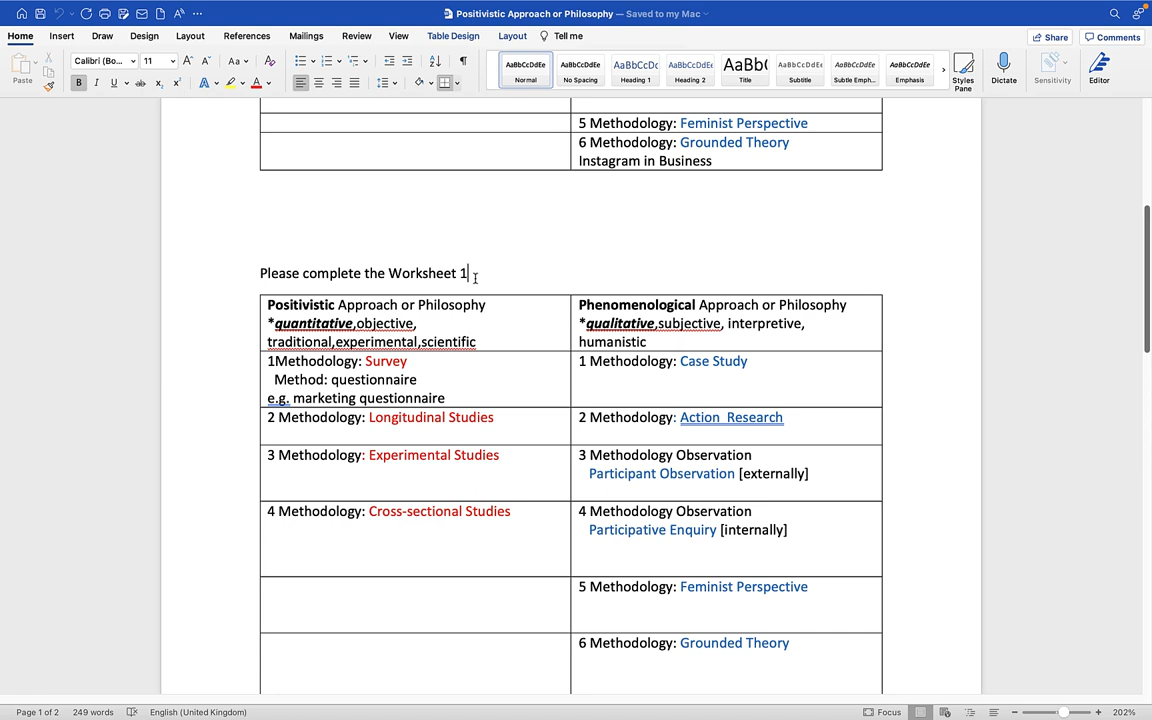 Positivistic Approach or Philosophy — Saved to my Mac
Home Insert Draw Design Layout References Mailings Review View Table Design Layout Tell me
Share Comments
Paste
Calibri (Bo... 11
AaBbCcDdEe AaBbCcDdEe AaBbCcDc AaBbCcDdEe AaBb( AaBbCcDdEe AaBbCcDdEe AaBbCcDdEe
Normal No Spacing Heading 1 Heading 2 Title Subtitle Subtle Emph... Emphasis
Styles Pane
Dictate
Sensitivity
Editor
5 Methodology: Feminist Perspective
6 Methodology: Grounded Theory
Instagram in Business
Please complete the Worksheet 1
Positivistic Approach or Philosophy
*quantitative,objective,
traditional,experimental,scientific
Phenomenological Approach or Philosophy
*qualitative,subjective, interpretive,
humanistic
1Methodology: Survey
Method: questionnaire
e.g. marketing questionnaire
1 Methodology: Case Study
2 Methodology: Longitudinal Studies
2 Methodology: Action  Research
3 Methodology: Experimental Studies
3 Methodology Observation
Participant Observation [externally]
4 Methodology: Cross-sectional Studies
4 Methodology Observation
Participative Enquiry [internally]
5 Methodology: Feminist Perspective
6 Methodology: Grounded Theory
Page 1 of 2 249 words English (United Kingdom) Focus 202%